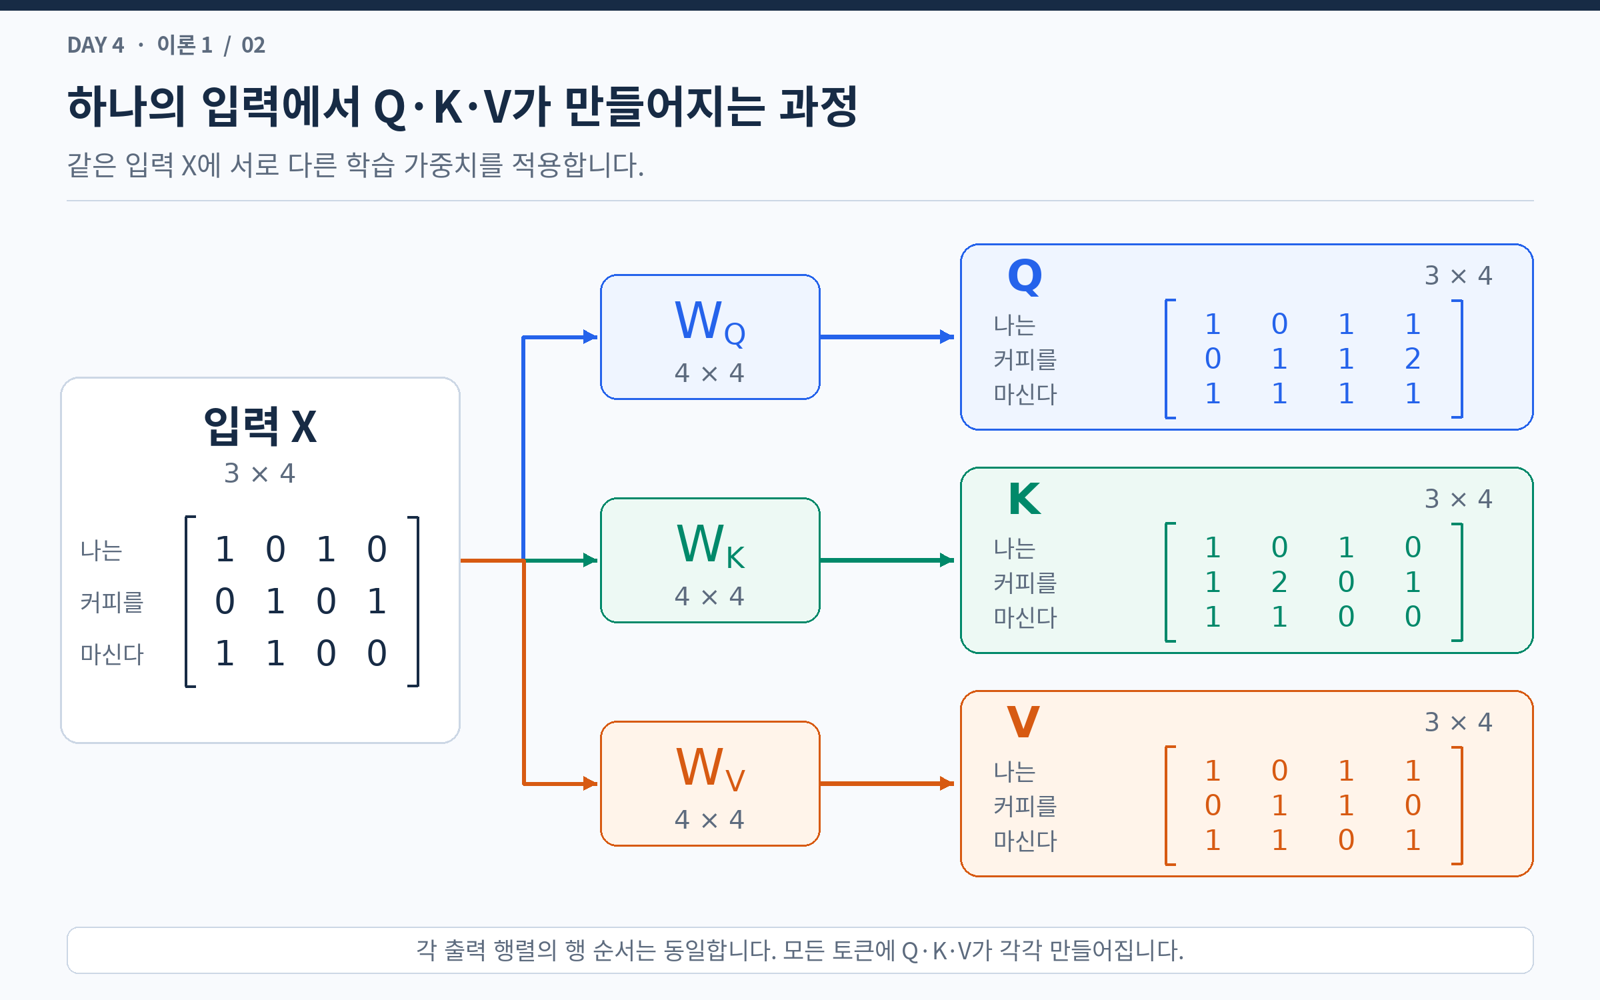 DAY 4 · 이론 1 / 02
하나의 입력에서 Q·K·V가 만들어지는 과정
같은 입력 X에 서로 다른 학습 가중치를 적용합니다.
입력 X
3 × 4
나는 1 0 1 0
커피를 0 1 0 1
마신다 1 1 0 0
W_Q
4 × 4
W_K
4 × 4
W_V
4 × 4
Q 3 × 4
나는 1 0 1 1
커피를 0 1 1 2
마신다 1 1 1 1
K 3 × 4
나는 1 0 1 0
커피를 1 2 0 1
마신다 1 1 0 0
V 3 × 4
나는 1 0 1 1
커피를 0 1 1 0
마신다 1 1 0 1
각 출력 행렬의 행 순서는 동일합니다. 모든 토큰에 Q·K·V가 각각 만들어집니다.